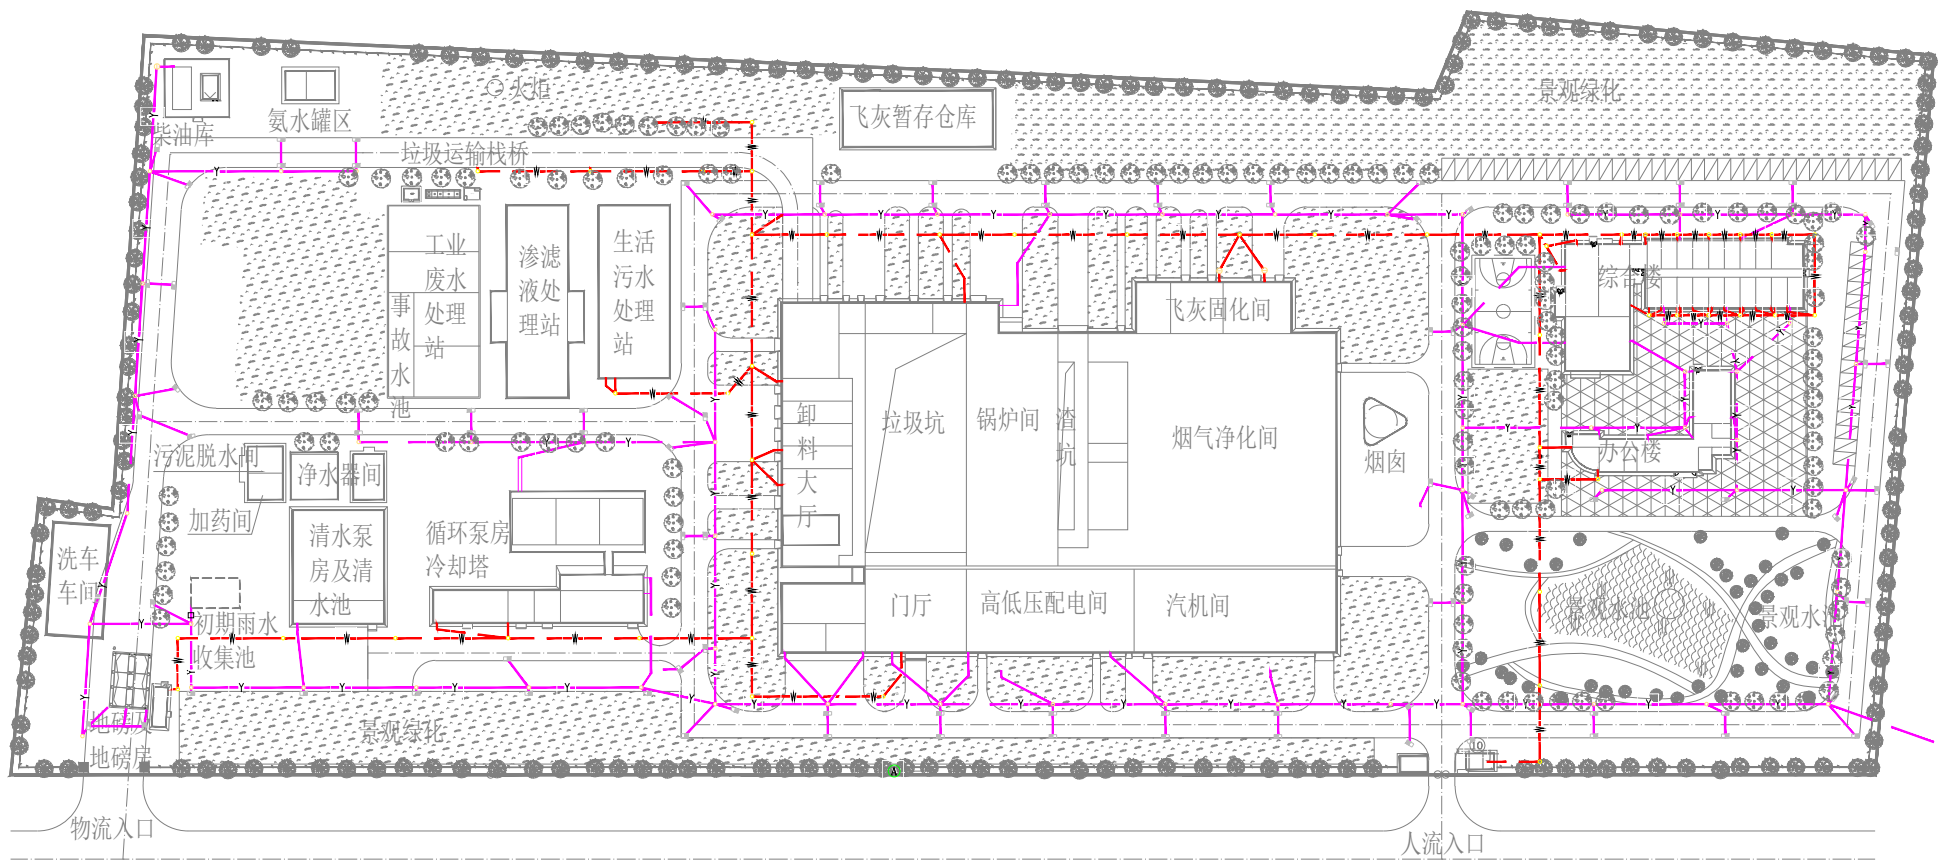 景观绿化
火炬
飞灰暂存仓库
氨水罐区
柴油库
垃圾运输栈桥
工业
废水
处理
站
事
故
水
池
渗滤
液处
理站
生活
污水
处理
站
飞灰固化间
综合楼
卸
料
大
厅
垃圾坑
锅炉间
渣
坑
烟气净化间
烟囱
办公楼
污泥脱水间
净水器间
加药间
清水泵
房及清
水池
循环泵房
冷却塔
洗车
车间
初期雨水
收集池
门厅
高低压配电间
汽机间
景观水池
景观水池
地磅及
地磅房
景观绿化
物流入口
人流入口